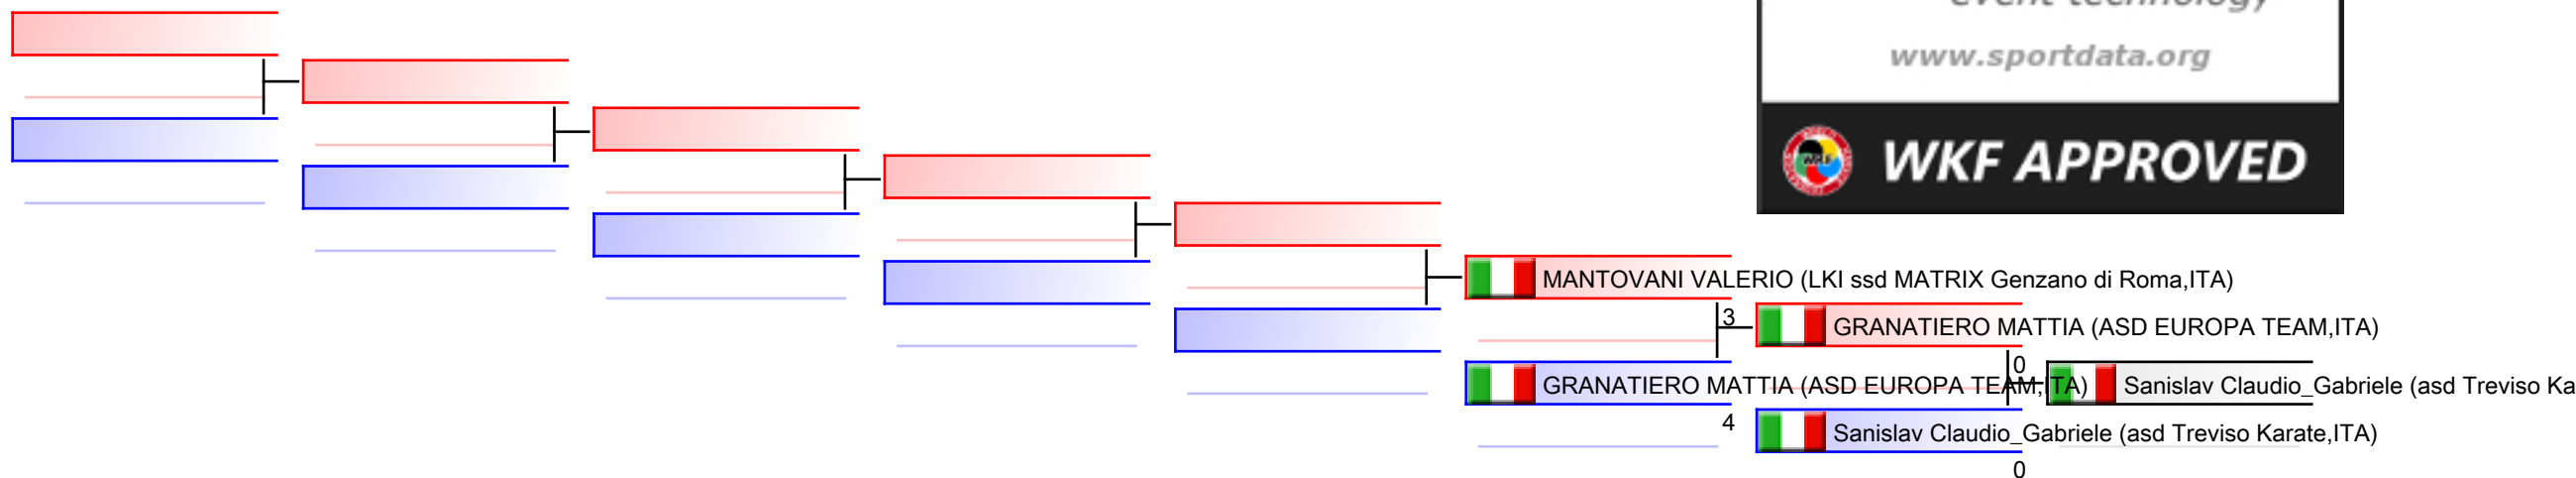 event technology
www.sportdata.org
WKF APPROVED
MANTOVANI VALERIO (LKI ssd MATRIX Genzano di Roma,ITA)
3
GRANATIERO MATTIA (ASD EUROPA TEAM,ITA)
0
GRANATIERO MATTIA (ASD EUROPA TEAM,ITA)
Sanislav Claudio_Gabriele (asd Treviso Ka
4
Sanislav Claudio_Gabriele (asd Treviso Karate,ITA)
0